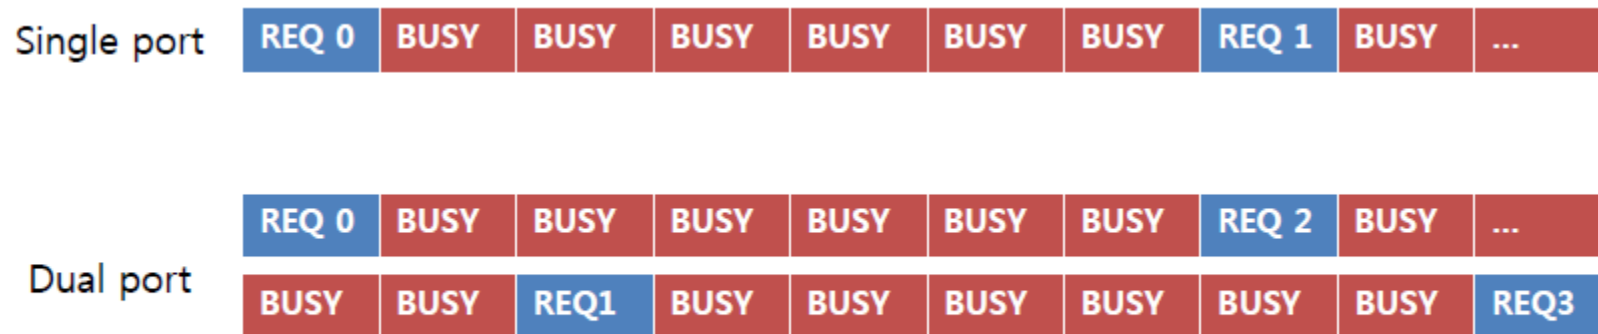 Single port REQ 0 BUSY BUSY BUSY BUSY BUSY BUSY REQ 1 BUSY ...
REQ 0 BUSY BUSY BUSY BUSY BUSY BUSY REQ 2 BUSY ...
Dual port
BUSY BUSY REQ1 BUSY BUSY BUSY BUSY BUSY BUSY REQ3